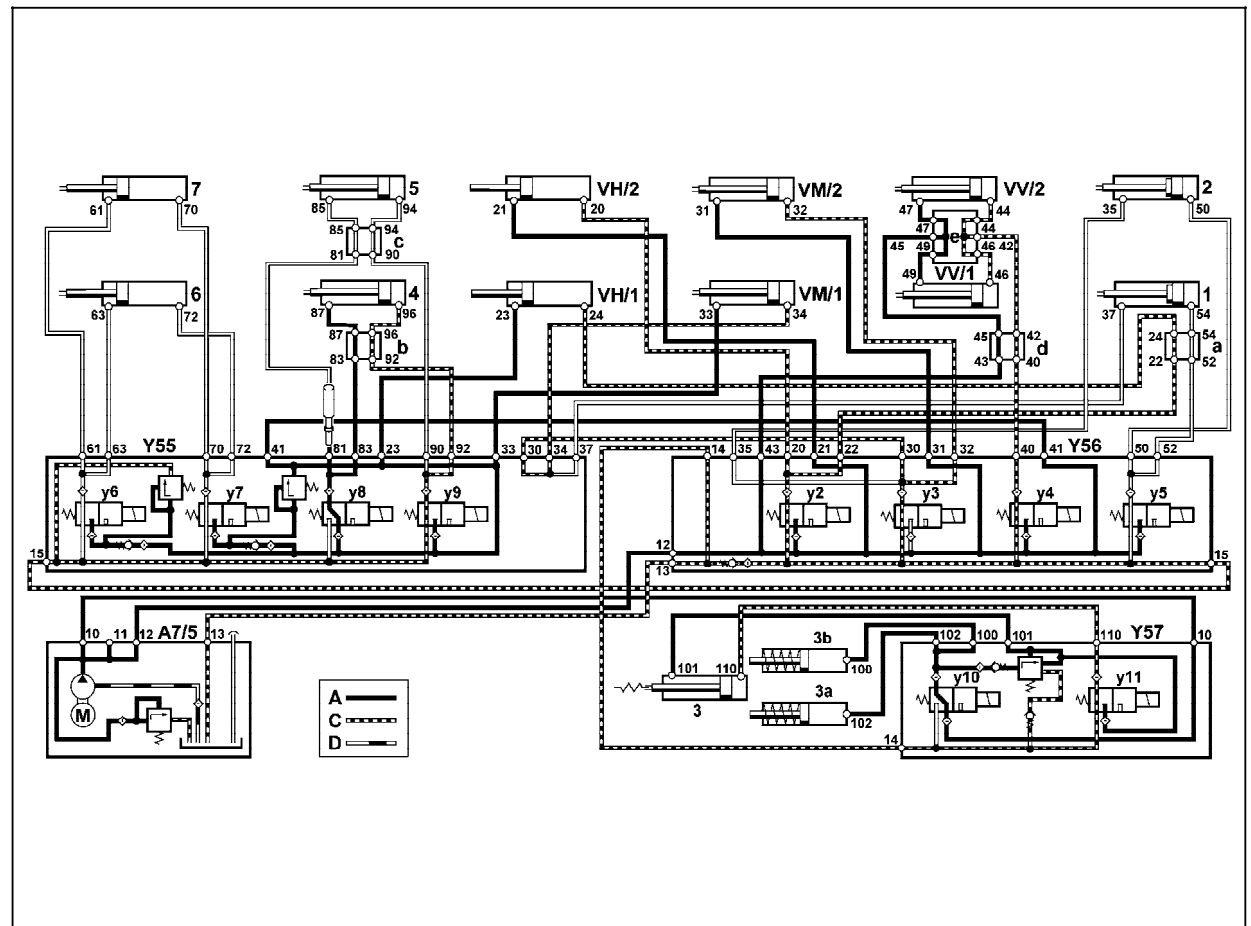 7 5 VH/2 VM/2 VV/2 2
61 70 85 94 21 20 31 32 47 44 35 50
85 94 47 44
c e
81 90 45 49 46 42
VV/1
49 46
6 4 VH/1 VM/1 1
63 72 87 96 23 24 33 34 37 54
87 96 45 42 24 54
b d a
83 92 43 40 22 52
Y55 Y56
61 63 70 72 41 81 83 23 90 92 33 30 34 37 14 35 43 20 21 22 30 31 32 40 41 50 52
y6 y7 y8 y9 y2 y3 y4 y5
15 12 13 15
10 11 12 A7/5 13 102 100 101 110 Y57 10
3b
101 110 100
y10 y11
3a
3 102
M
14
A
C
D